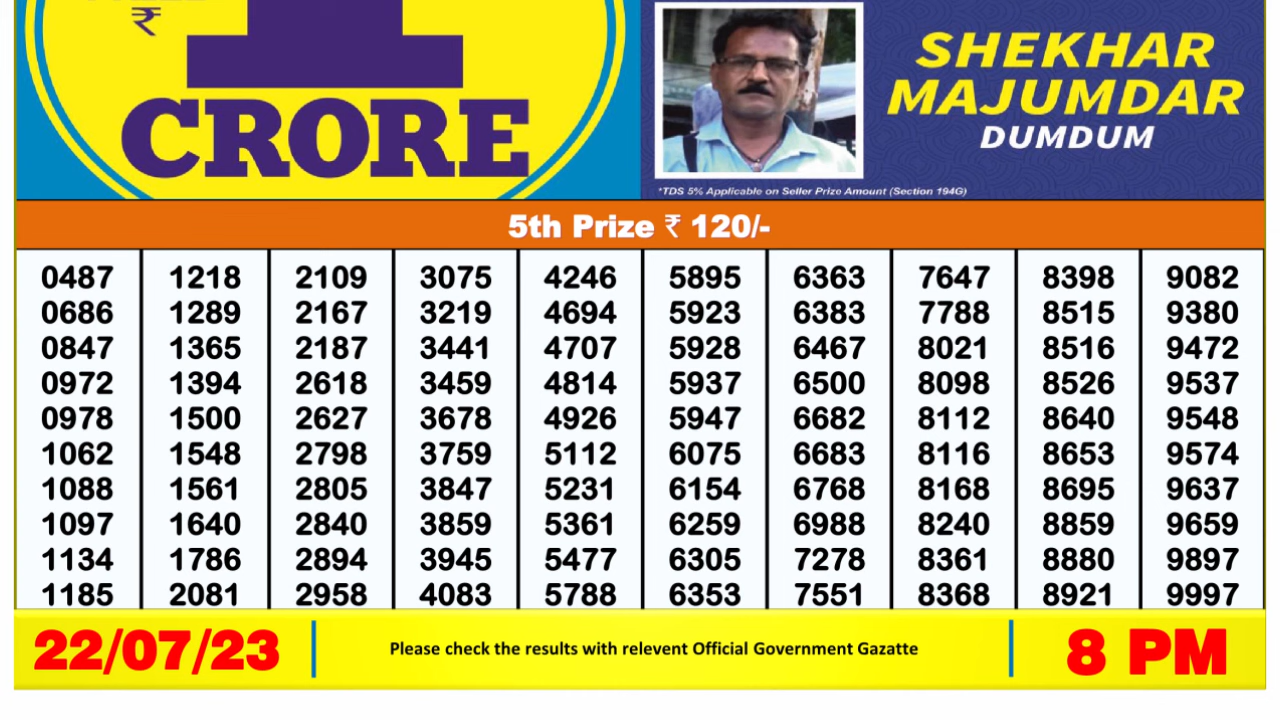 ₹
1
CRORE
SHEKHAR
MAJUMDAR
DUMDUM
*TDS 5% Applicable on Seller Prize Amount (Section 194G)
5th Prize ₹ 120/-
0487 1218 2109 3075 4246 5895 6363 7647 8398 9082
0686 1289 2167 3219 4694 5923 6383 7788 8515 9380
0847 1365 2187 3441 4707 5928 6467 8021 8516 9472
0972 1394 2618 3459 4814 5937 6500 8098 8526 9537
0978 1500 2627 3678 4926 5947 6682 8112 8640 9548
1062 1548 2798 3759 5112 6075 6683 8116 8653 9574
1088 1561 2805 3847 5231 6154 6768 8168 8695 9637
1097 1640 2840 3859 5361 6259 6988 8240 8859 9659
1134 1786 2894 3945 5477 6305 7278 8361 8880 9897
1185 2081 2958 4083 5788 6353 7551 8368 8921 9997
22/07/23 Please check the results with relevent Official Government Gazatte 8 PM